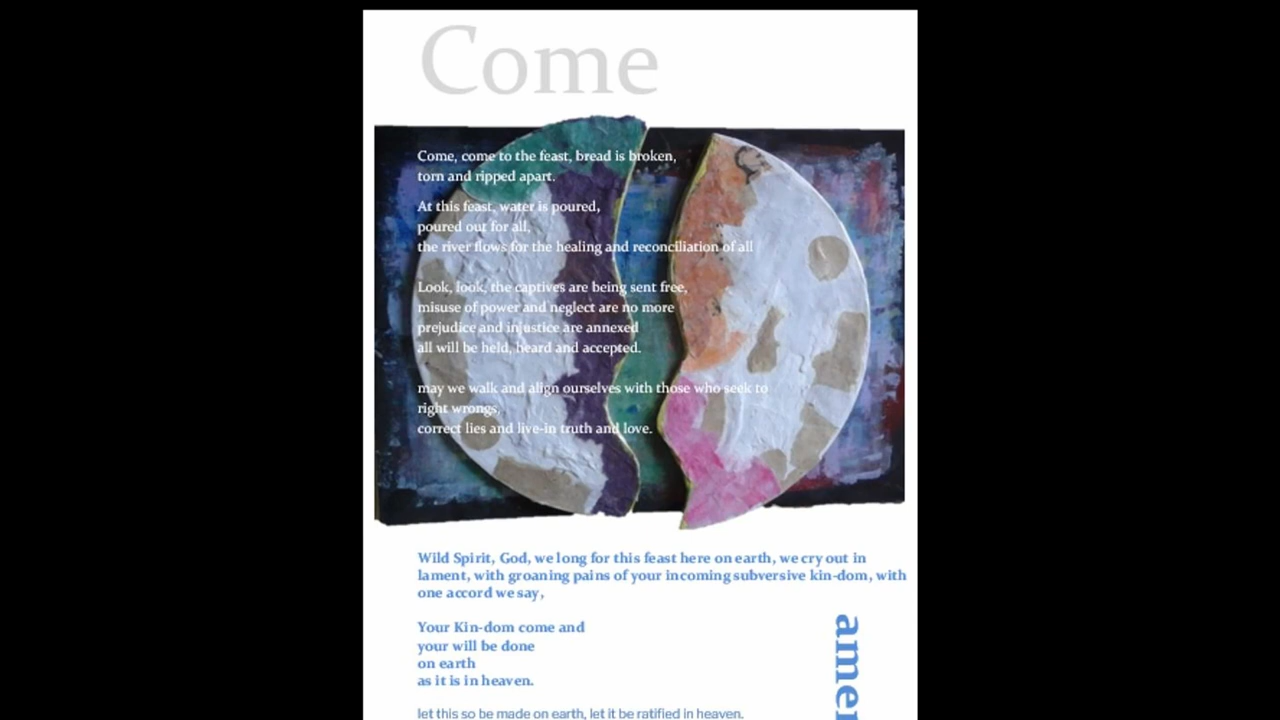 Come
Come, come to the feast, bread is broken,
torn and ripped apart.
At this feast, water is poured,
poured out for all,
the river flows for the healing and reconciliation of all
Look, look, the captives are being sent free,
misuse of power and neglect are no more
prejudice and injustice are annexed
all will be held, heard and accepted.
may we walk and align ourselves with those who seek to
right wrongs,
correct lies and live-in truth and love.
Wild Spirit, God, we long for this feast here on earth, we cry out in
lament, with groaning pains of your incoming subversive kin-dom, with
one accord we say,
Your Kin-dom come and
your will be done
on earth
as it is in heaven.
let this so be made on earth, let it be ratified in heaven.
amen